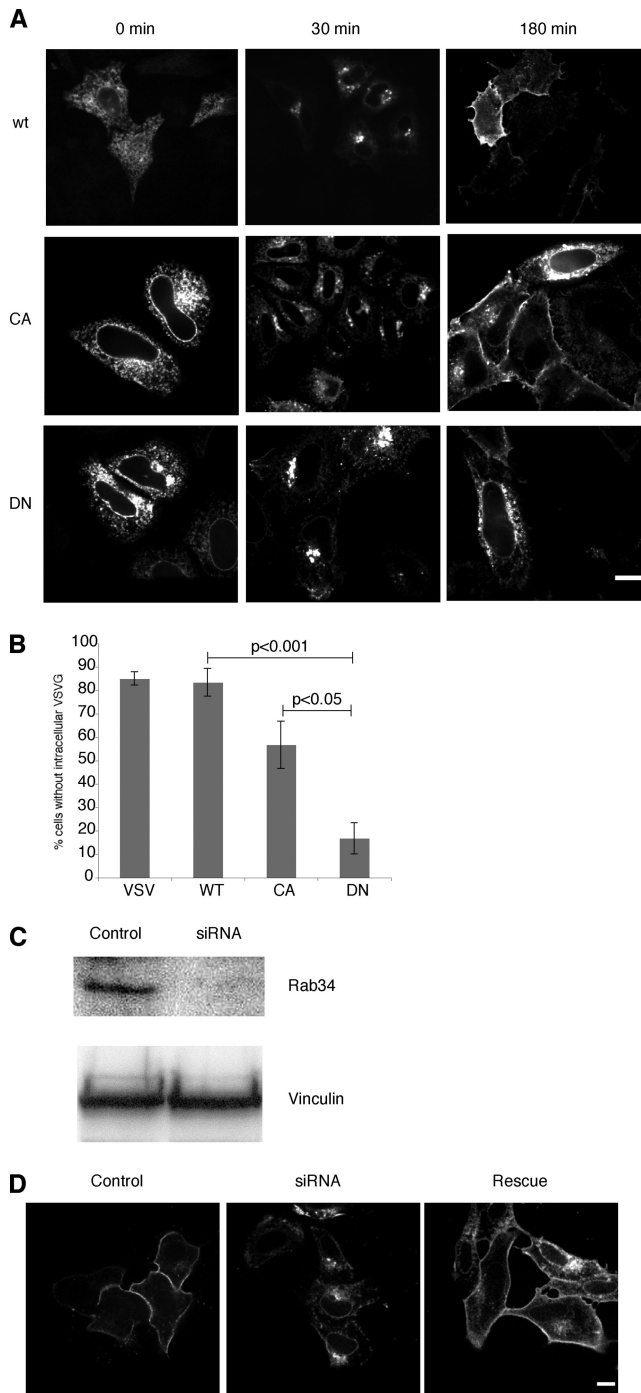 A
0 min 30 min 180 min
wt
CA
DN
B
% cells without intracellular VSVG
100
90
80
70
60
50
40
30
20
10
0
p<0.001
p<0.05
VSV WT CA DN
C
Control siRNA
Rab34
Vinculin
D
Control siRNA Rescue